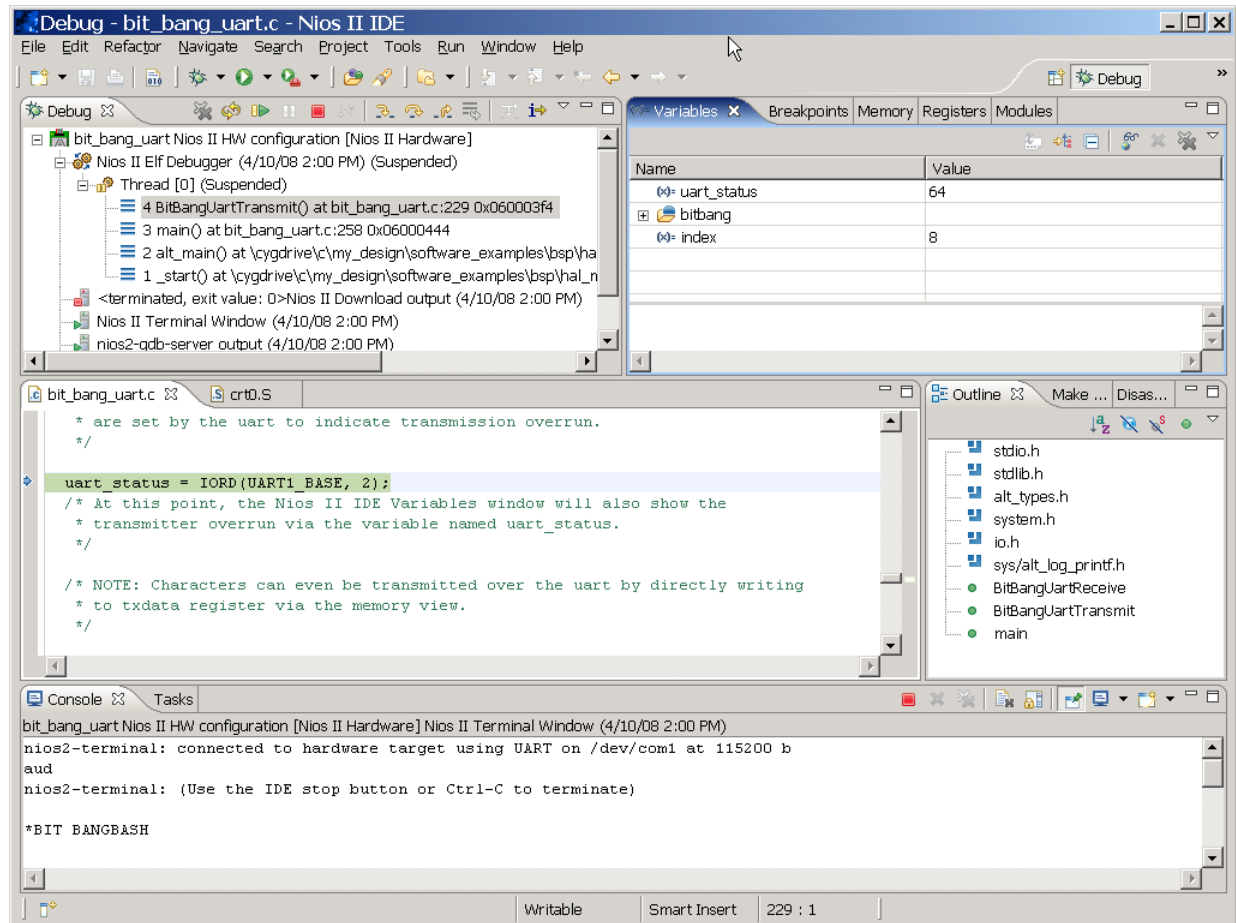 Debug - bit_bang_uart.c - Nios II IDE
File Edit Refactor Navigate Search Project Tools Run Window Help
Debug »
Debug
bit_bang_uart Nios II HW configuration [Nios II Hardware]
Nios II Elf Debugger (4/10/08 2:00 PM) (Suspended)
Thread [0] (Suspended)
4 BitBangUartTransmit() at bit_bang_uart.c:229 0x060003f4
3 main() at bit_bang_uart.c:258 0x06000444
2 alt_main() at \cygdrive\c\my_design\software_examples\bsp\ha
1 _start() at \cygdrive\c\my_design\software_examples\bsp\hal_n
<terminated, exit value: 0>Nios II Download output (4/10/08 2:00 PM)
Nios II Terminal Window (4/10/08 2:00 PM)
nios2-gdb-server output (4/10/08 2:00 PM)
Variables Breakpoints Memory Registers Modules
Name Value
(x)= uart_status 64
bitbang
(x)= index 8
bit_bang_uart.c crt0.S
* are set by the uart to indicate transmission overrun.
*/
uart_status = IORD(UART1_BASE, 2);
/* At this point, the Nios II IDE Variables window will also show the
* transmitter overrun via the variable named uart_status.
*/
/* NOTE: Characters can even be transmitted over the uart by directly writing
* to txdata register via the memory view.
*/
Outline Make ... Disas...
stdio.h
stdlib.h
alt_types.h
system.h
io.h
sys/alt_log_printf.h
BitBangUartReceive
BitBangUartTransmit
main
Console Tasks
bit_bang_uart Nios II HW configuration [Nios II Hardware] Nios II Terminal Window (4/10/08 2:00 PM)
nios2-terminal: connected to hardware target using UART on /dev/com1 at 115200 b
aud
nios2-terminal: (Use the IDE stop button or Ctrl-C to terminate)
*BIT BANGBASH
Writable Smart Insert 229 : 1